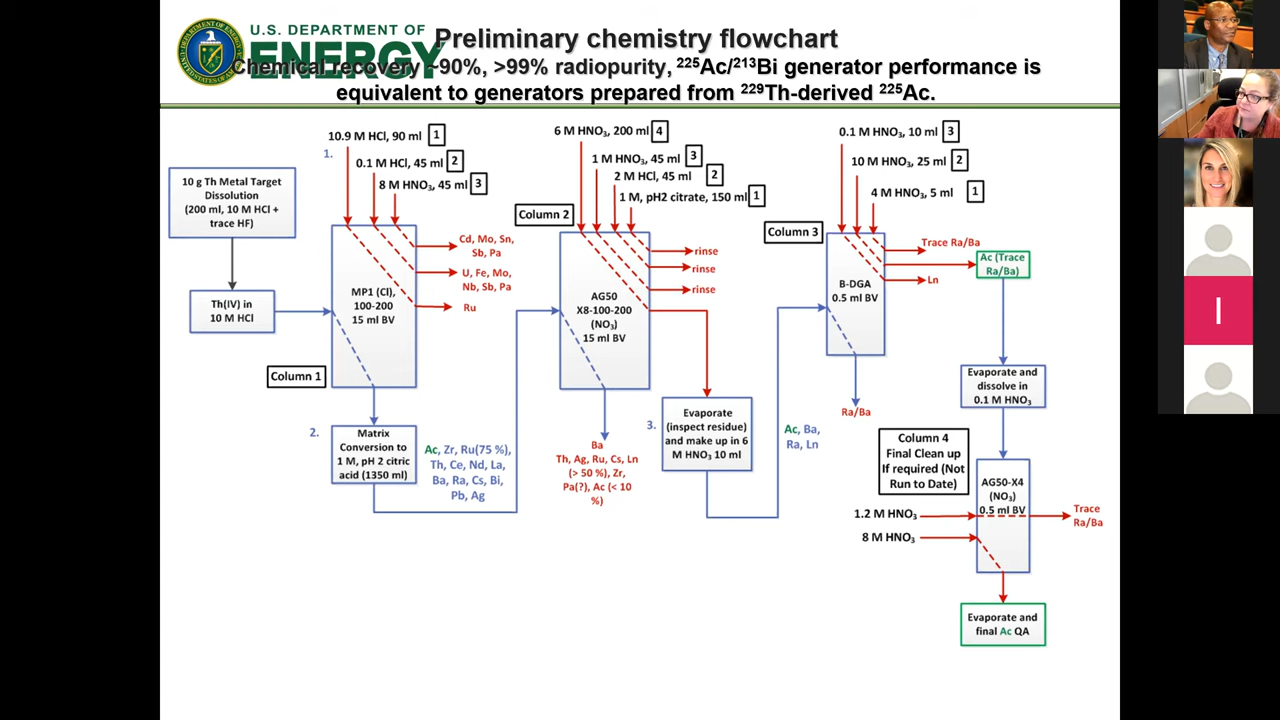 U.S. DEPARTMENT OF
ENERGY
Preliminary chemistry flowchart
Chemical recovery ~90%, >99% radiopurity, ²²⁵Ac/²¹³Bi generator performance is
equivalent to generators prepared from ²²⁹Th-derived ²²⁵Ac.
10 g Th Metal Target
Dissolution
(200 ml, 10 M HCl +
trace HF)
Th(IV) in
10 M HCl
1.
10.9 M HCl, 90 ml 1
0.1 M HCl, 45 ml 2
8 M HNO₃, 45 ml 3
MP1 (Cl),
100-200
15 ml BV
Column 1
Cd, Mo, Sn,
Sb, Pa
U, Fe, Mo,
Nb, Sb, Pa
Ru
2.
Matrix
Conversion to
1 M, pH 2 citric
acid (1350 ml)
Ac, Zr, Ru(75 %),
Th, Ce, Nd, La,
Ba, Ra, Cs, Bi,
Pb, Ag
6 M HNO₃, 200 ml 4
1 M HNO₃, 45 ml 3
2 M HCl, 45 ml 2
1 M, pH2 citrate, 150 ml 1
Column 2
AG50
X8-100-200
(NO₃)
15 ml BV
rinse
rinse
rinse
Ba
Th, Ag, Ru, Cs, Ln
(> 50 %), Zr,
Pa(?), Ac (< 10
%)
3.
Evaporate
(inspect residue)
and make up in 6
M HNO₃ 10 ml
Ac, Ba,
Ra, Ln
0.1 M HNO₃, 10 ml 3
10 M HNO₃, 25 ml 2
4 M HNO₃, 5 ml 1
Column 3
B-DGA
0.5 ml BV
Trace Ra/Ba
Ln
Ra/Ba
Ac (Trace
Ra/Ba)
Evaporate and
dissolve in
0.1 M HNO₃
Column 4
Final Clean up
If required (Not
Run to Date)
AG50-X4
(NO₃)
0.5 ml BV
1.2 M HNO₃
8 M HNO₃
Trace
Ra/Ba
Evaporate and
final Ac QA
I